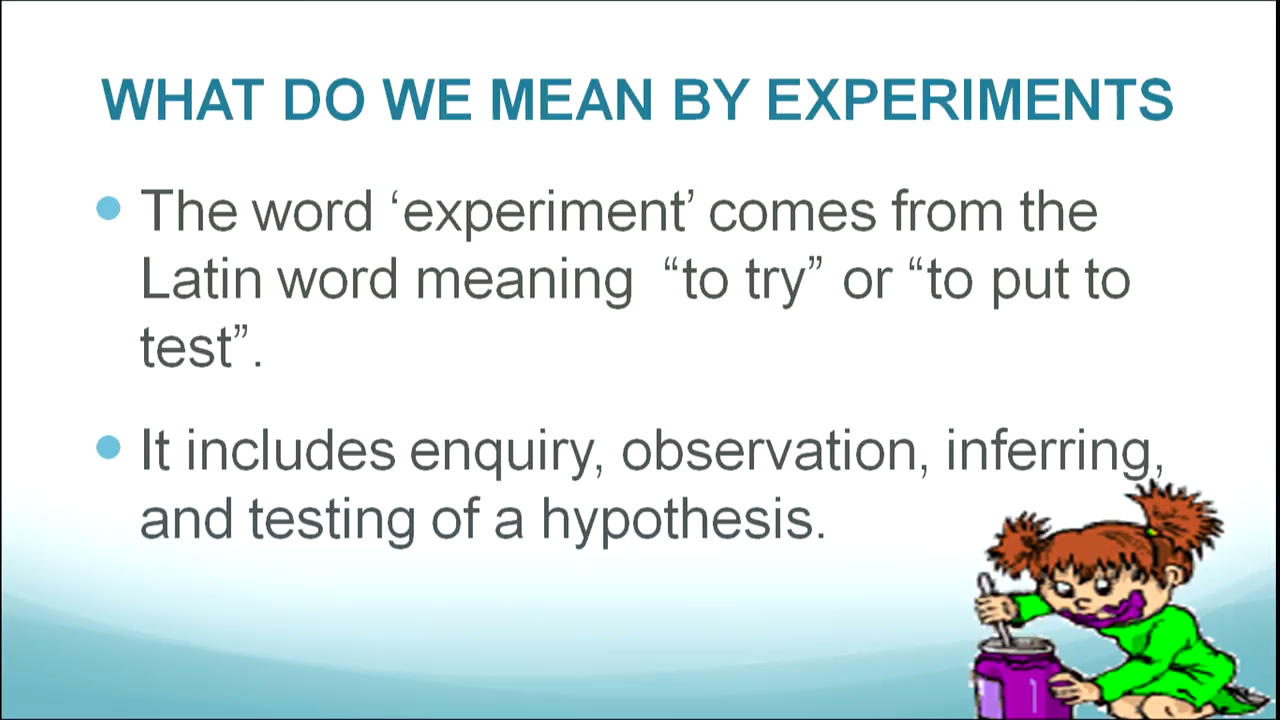 WHAT DO WE MEAN BY EXPERIMENTS
The word ‘experiment’ comes from the
Latin word meaning “to try” or “to put to
test”.
It includes enquiry, observation, inferring,
and testing of a hypothesis.